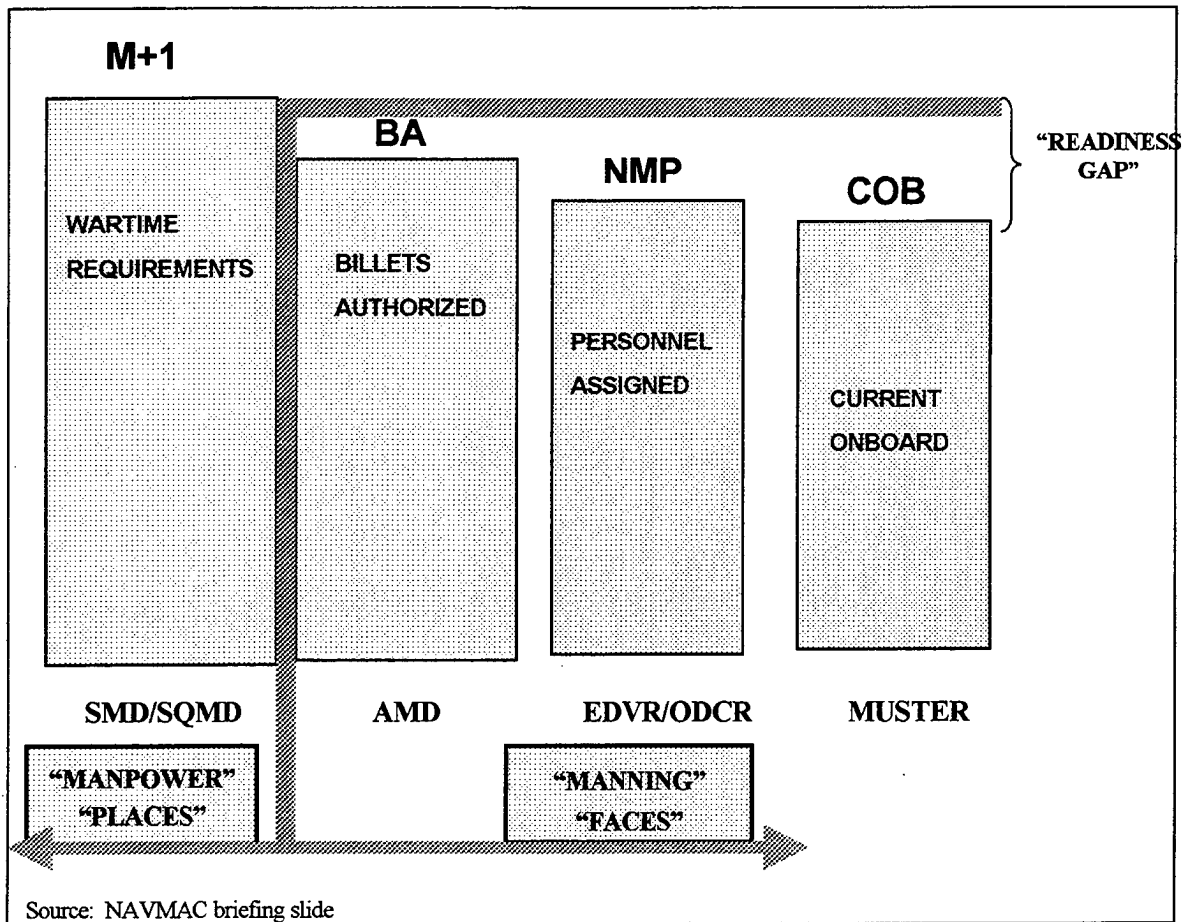 M+1
BA
NMP
COB
"READINESS
GAP"
WARTIME
REQUIREMENTS
BILLETS
AUTHORIZED
PERSONNEL
ASSIGNED
CURRENT
ONBOARD
SMD/SQMD
AMD
EDVR/ODCR
MUSTER
“MANPOWER”
“PLACES”
“MANNING”
“FACES”
Source: NAVMAC briefing slide